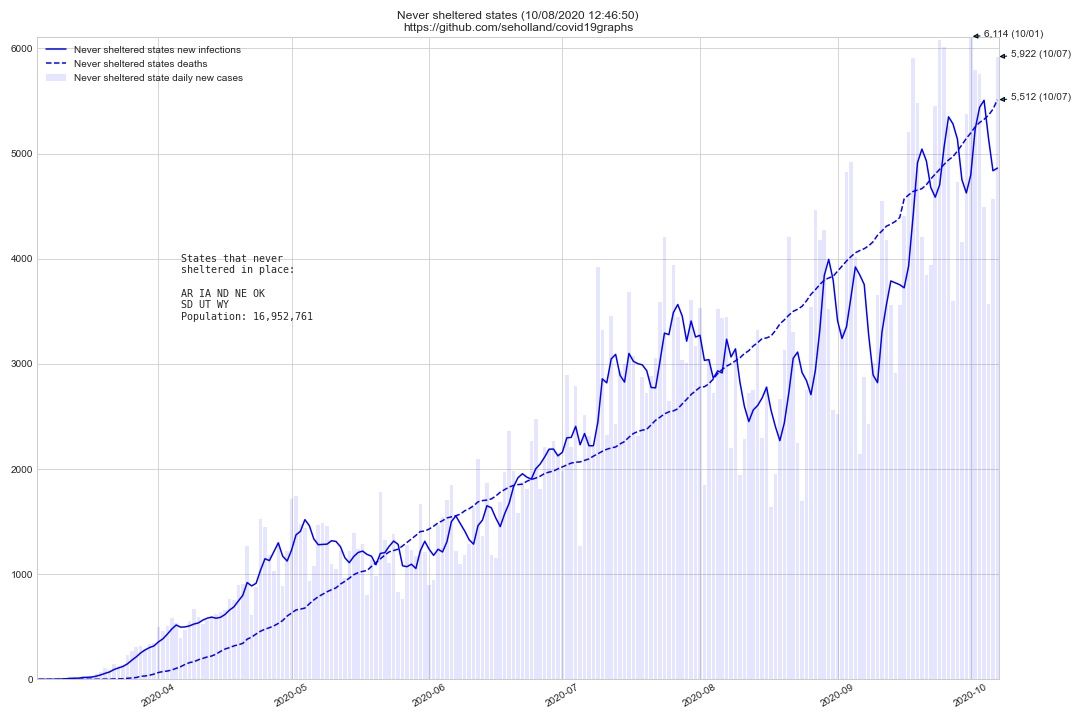 Never sheltered states (10/08/2020 12:46:50)
https://github.com/seholland/covid19graphs
6,114 (10/01)
5,922 (10/07)
5,512 (10/07)
Never sheltered states new infections
Never sheltered states deaths
Never sheltered state daily new cases
6000
5000
4000
3000
2000
1000
0
States that never
sheltered in place:
AR IA ND NE OK
SD UT WY
Population: 16,952,761
2020-04
2020-05
2020-06
2020-07
2020-08
2020-09
2020-10